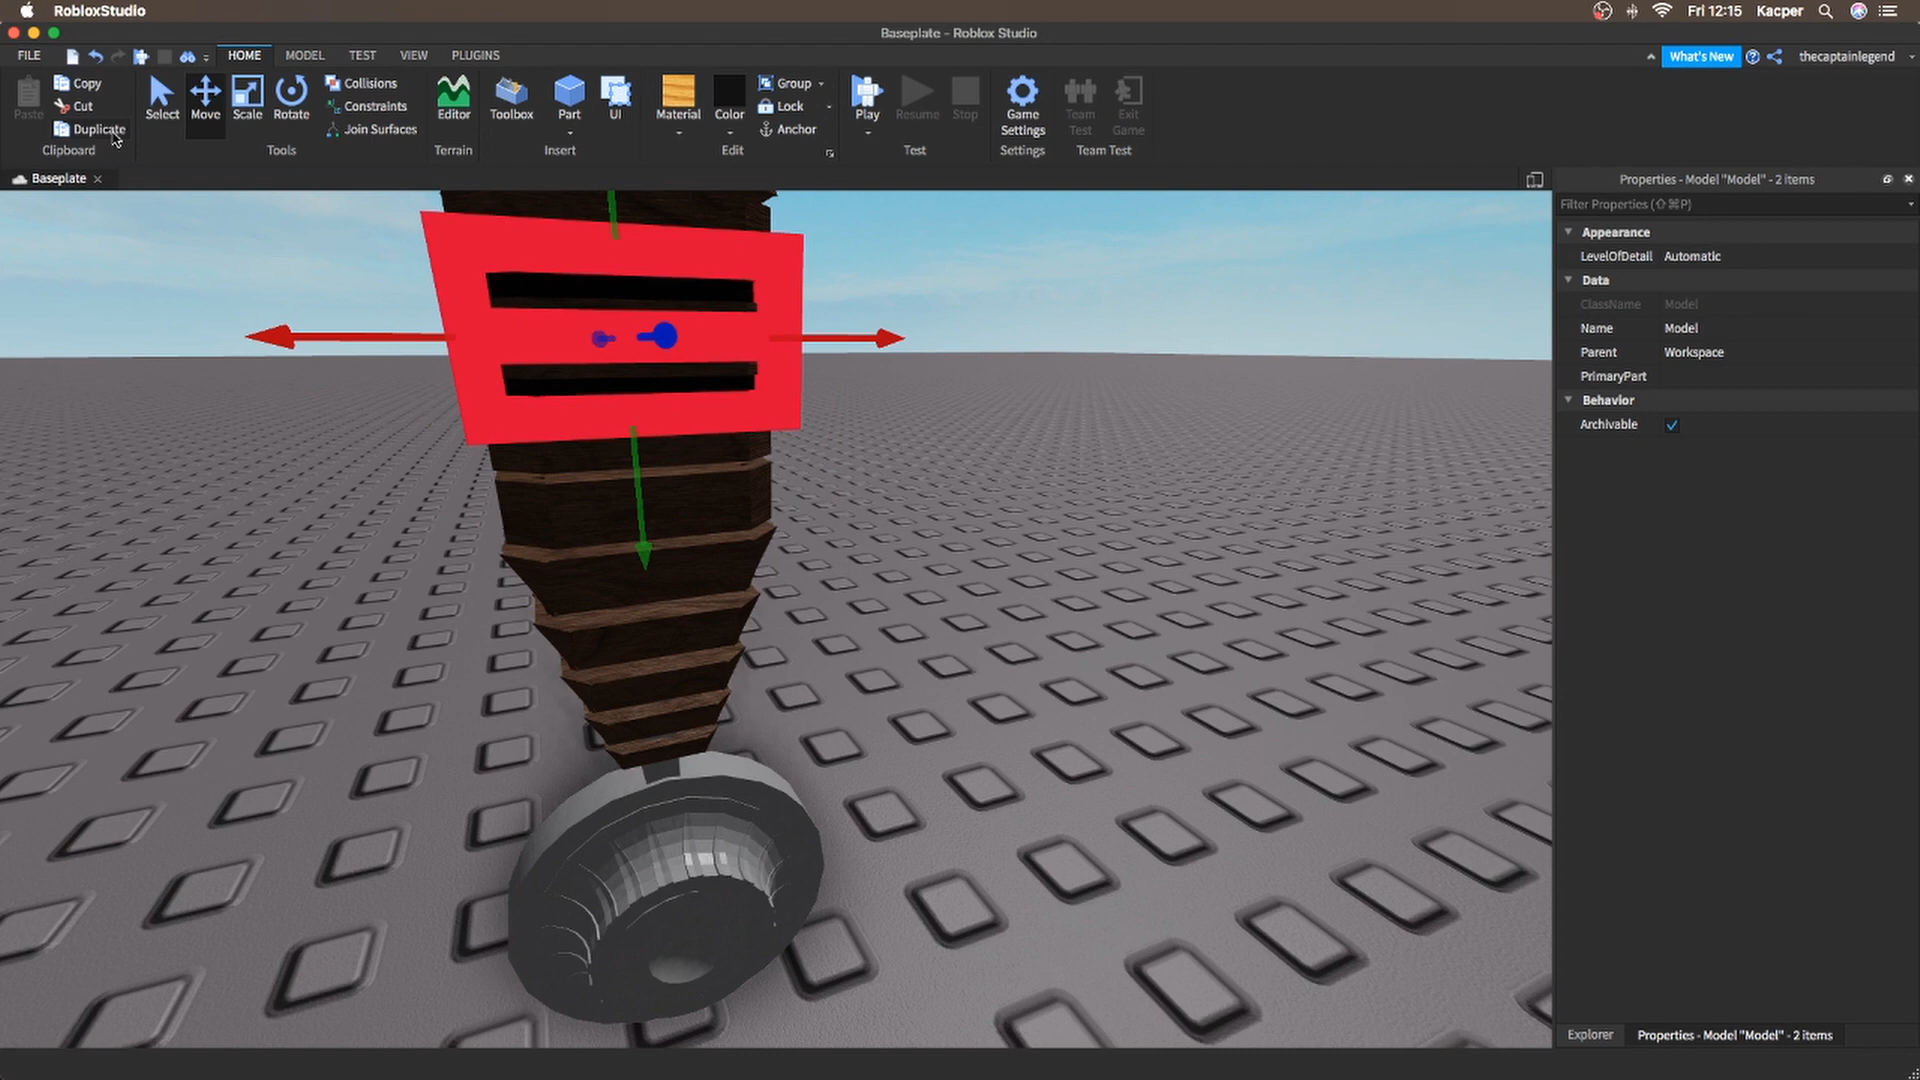 RobloxStudio
Fri 12:15 Kacper
Baseplate – Roblox Studio
FILE HOME MODEL TEST VIEW PLUGINS
What's New thecaptainlegend
Paste Copy Cut Duplicate
Select Move Scale Rotate
Collisions
Constraints
Join Surfaces
Editor
Toolbox Part UI
Material Color Group Lock Anchor
Play Resume Stop
Game Settings
Team Test
Exit Game
Clipboard Tools Terrain Insert Edit Test Settings Team Test
Baseplate
Properties - Model "Model" - 2 items
Filter Properties (⇧⌘P)
Appearance
LevelOfDetail Automatic
Data
ClassName Model
Name Model
Parent Workspace
PrimaryPart
Behavior
Archivable
Explorer Properties - Model "Model" - 2 items